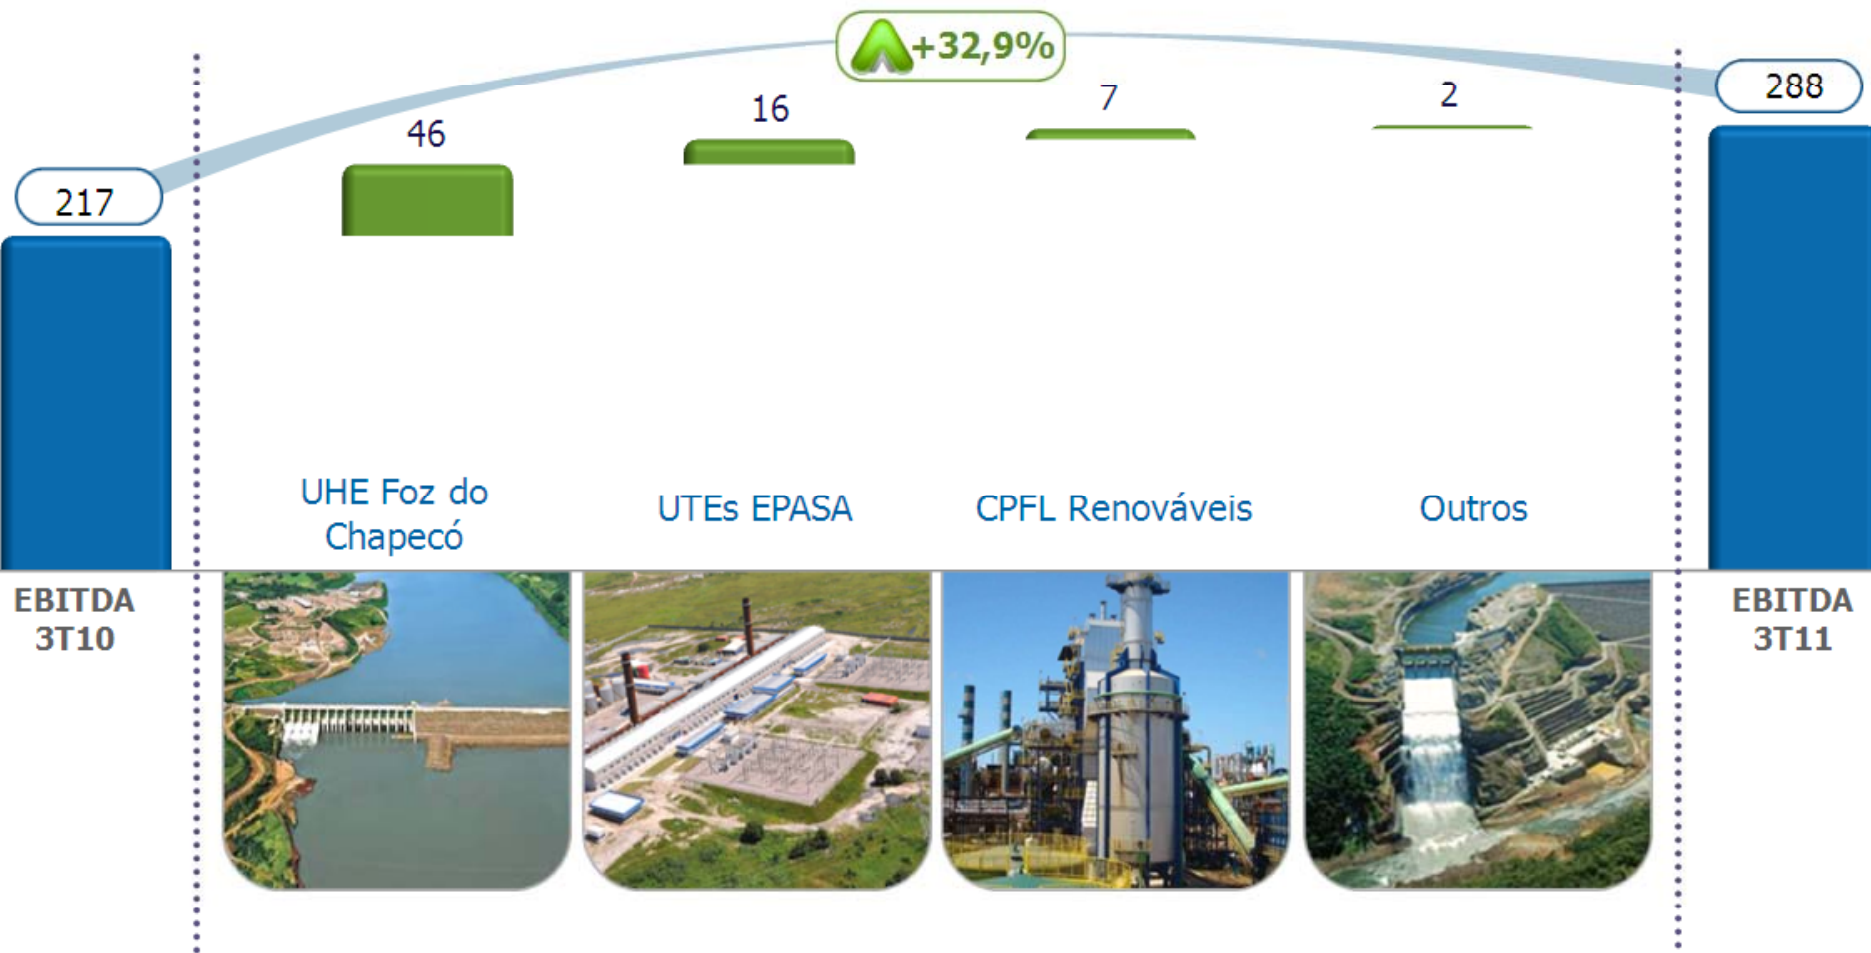 +32,9%
217
46
16
7
2
288
UHE Foz do
Chapecó
UTEs EPASA
CPFL Renováveis
Outros
EBITDA
3T10
EBITDA
3T11